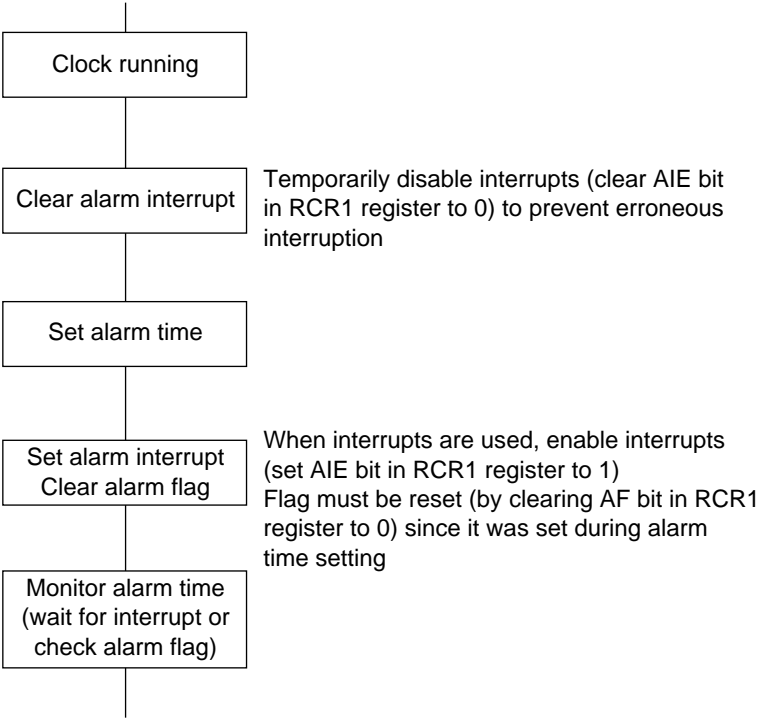 Clock running
Clear alarm interrupt
Temporarily disable interrupts (clear AIE bit
in RCR1 register to 0) to prevent erroneous
interruption
Set alarm time
Set alarm interrupt
Clear alarm flag
When interrupts are used, enable interrupts
(set AIE bit in RCR1 register to 1)
Flag must be reset (by clearing AF bit in RCR1
register to 0) since it was set during alarm
time setting
Monitor alarm time
(wait for interrupt or
check alarm flag)